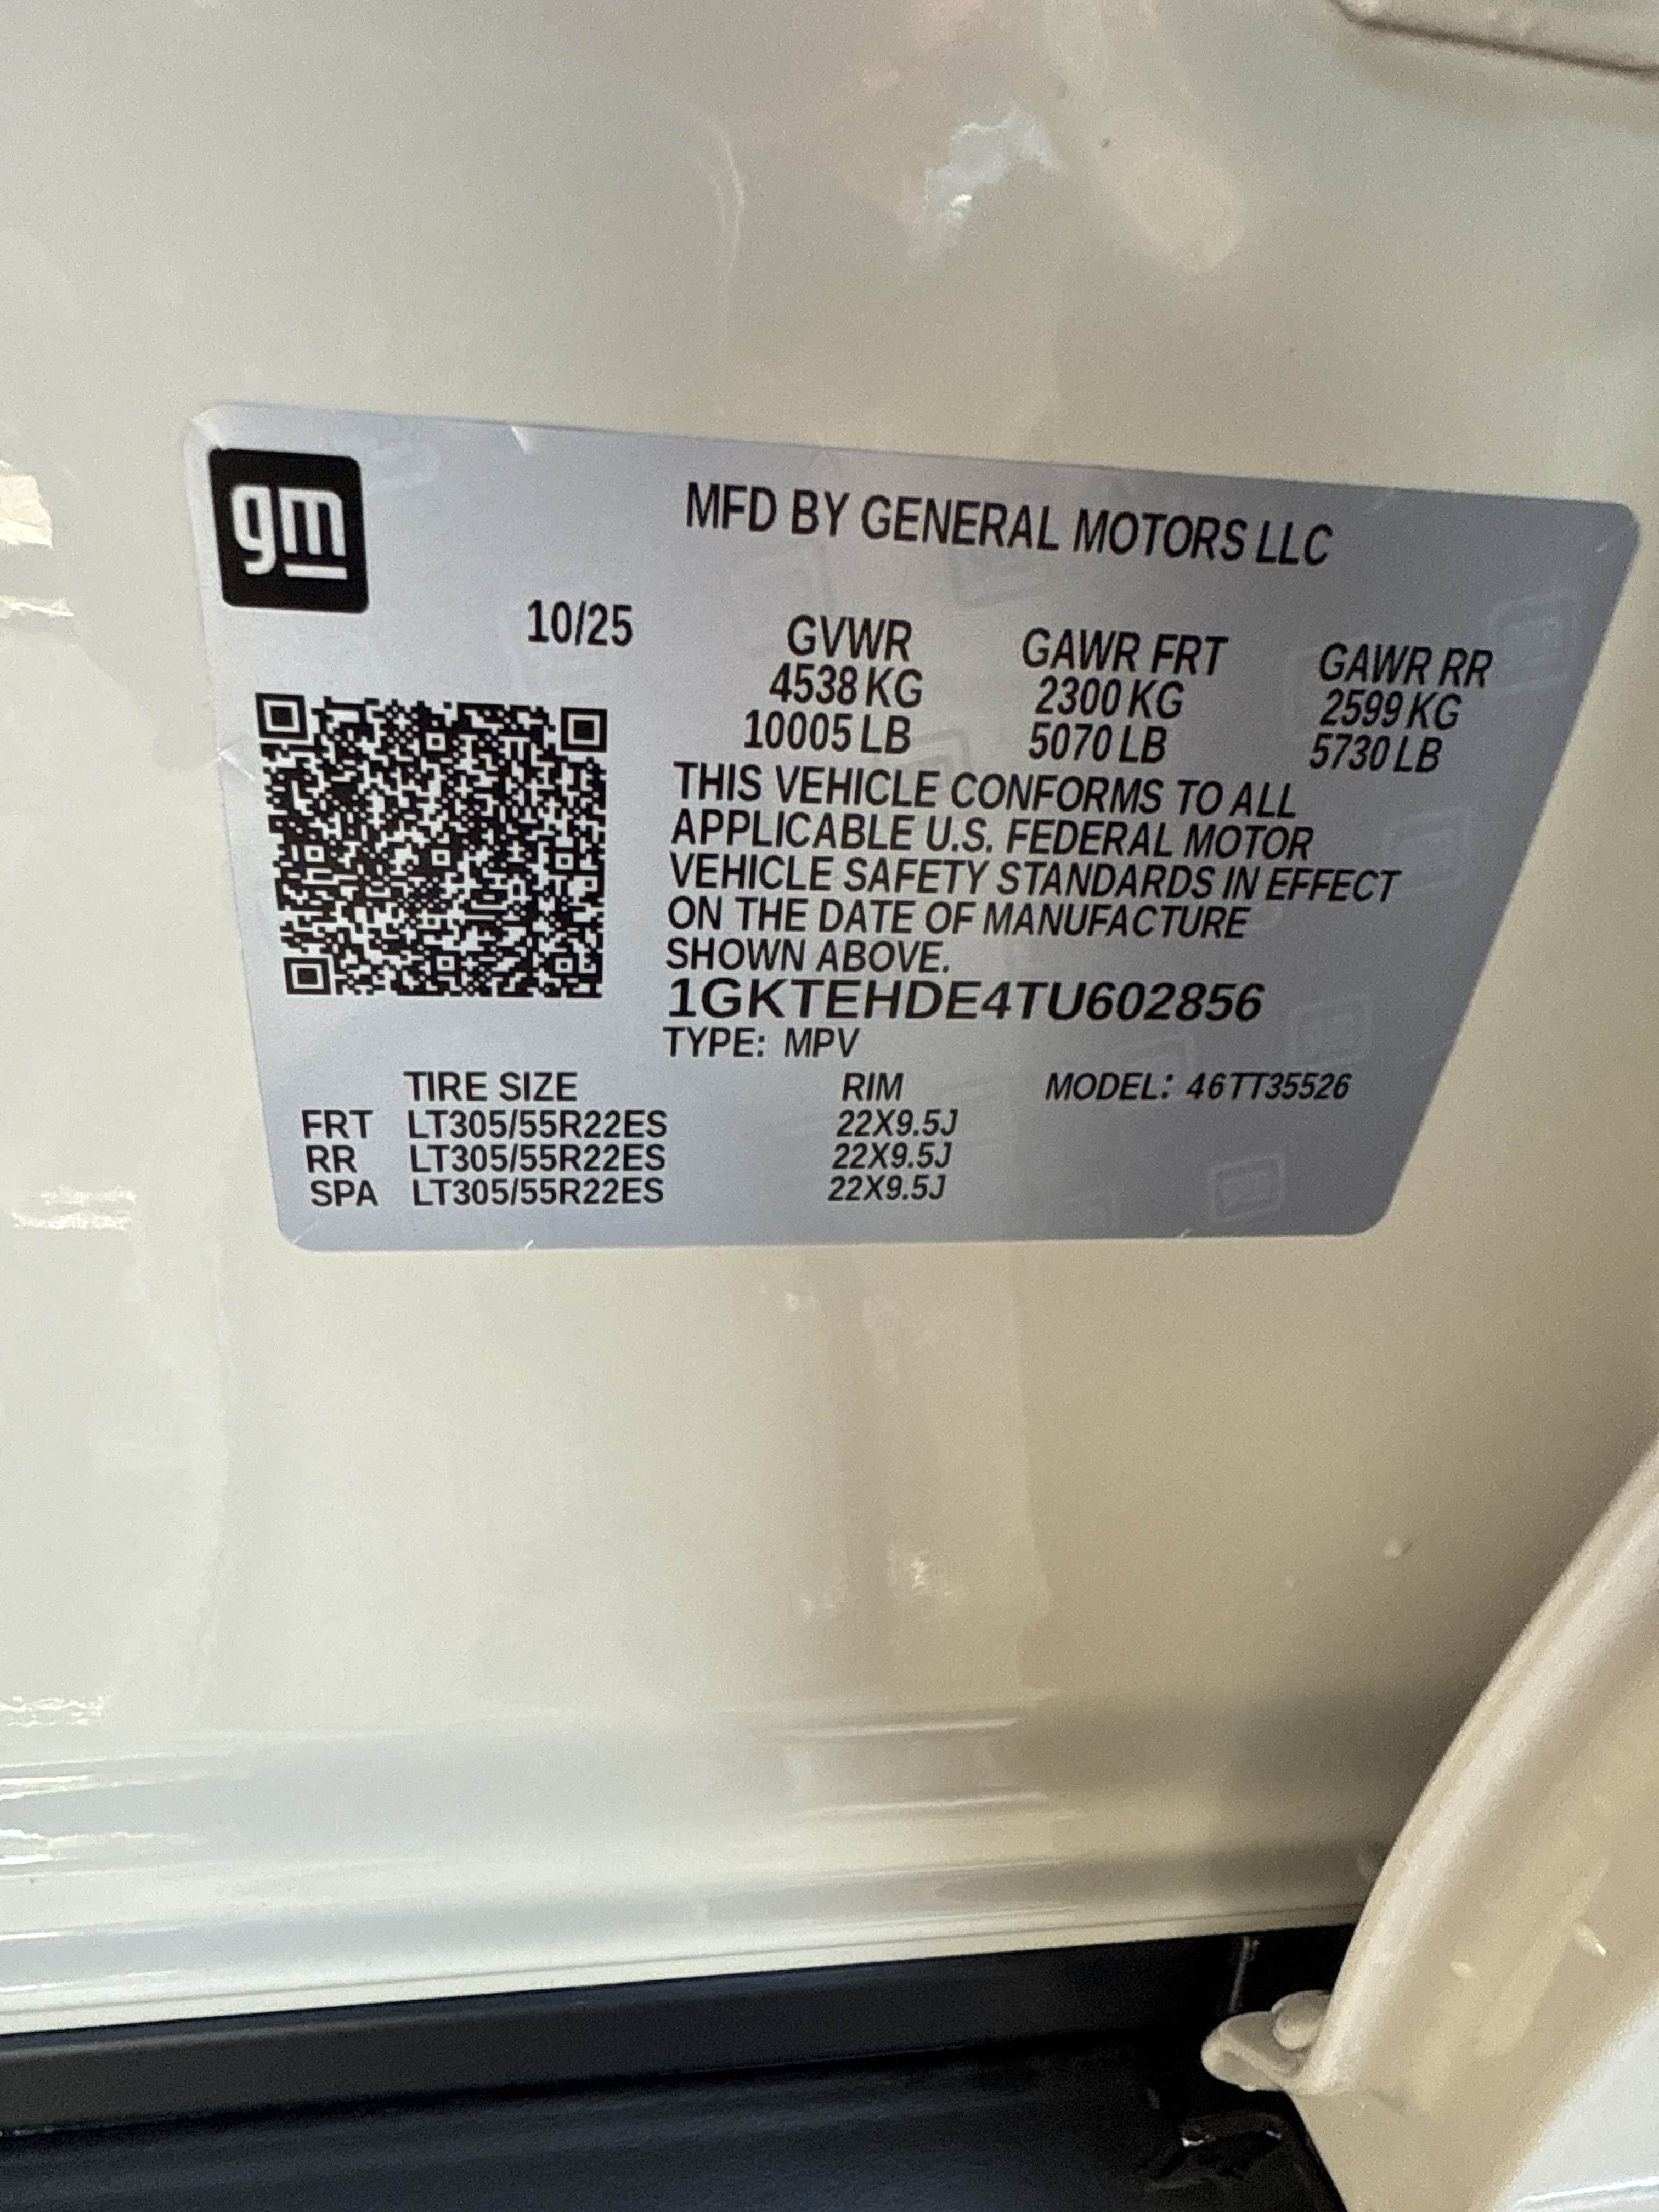 gm
MFD BY GENERAL MOTORS LLC
10/25
GVWR GAWR FRT GAWR RR
4538 KG 2300 KG 2599 KG
10005 LB 5070 LB 5730 LB
THIS VEHICLE CONFORMS TO ALL
APPLICABLE U.S. FEDERAL MOTOR
VEHICLE SAFETY STANDARDS IN EFFECT
ON THE DATE OF MANUFACTURE
SHOWN ABOVE.
1GKTEHDE4TU602856
TYPE: MPV
TIRE SIZE RIM MODEL: 46TT35526
FRT LT305/55R22ES 22X9.5J
RR LT305/55R22ES 22X9.5J
SPA LT305/55R22ES 22X9.5J